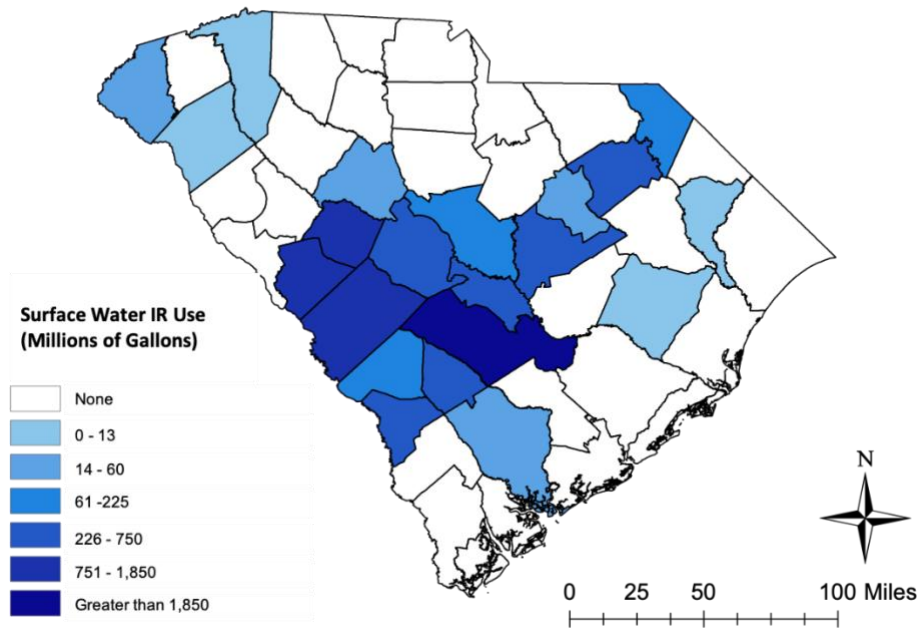 Surface Water IR Use
(Millions of Gallons)
None
0 - 13
14 - 60
61 -225
226 - 750
751 - 1,850
Greater than 1,850
N
0 25 50 100 Miles